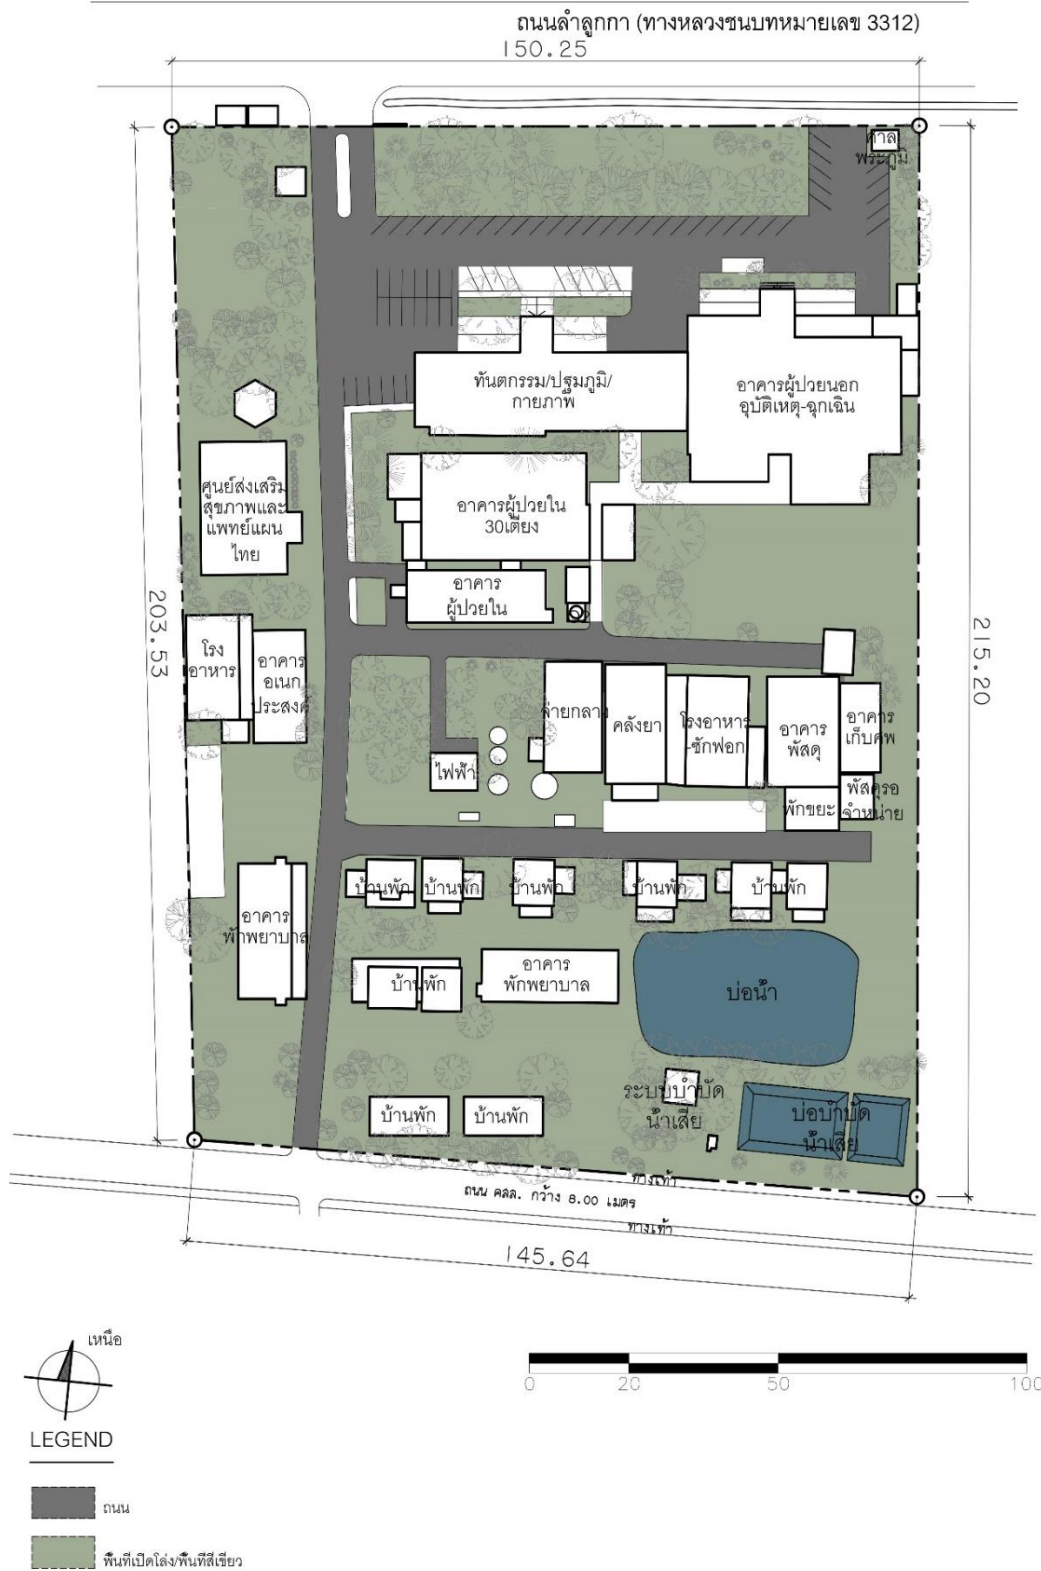 ถนนลำลูกกา (ทางหลวงชนบทหมายเลข 3312)
150.25
ศาล
พระภูมิ
ทันตกรรม/ปฐมภูมิ/
กายภาพ
อาคารผู้ป่วยนอก
อุบัติเหตุ-ฉุกเฉิน
ศูนย์ส่งเสริม
สุขภาพและ
แพทย์แผน
ไทย
อาคารผู้ป่วยใน
30เตียง
อาคาร
ผู้ป่วยใน
203.53
215.20
โรง
อาหาร
อาคาร
อเนก
ประสงค์
จ่ายกลาง
คลังยา
โรงอาหาร
-ซักฟอก
อาคาร
พัสดุ
อาคาร
เก็บศพ
ไฟฟ้า
พักขยะ
พัสดุรอ
จำหน่าย
บ้านพัก
บ้านพัก
บ้านพัก
บ้านพัก
บ้านพัก
อาคาร
พักพยาบาล
บ้านพัก
อาคาร
พักพยาบาล
บ่อน้ำ
ระบบบำบัด
น้ำเสีย
บ่อบำบัด
น้ำเสีย
บ้านพัก
บ้านพัก
ทางเท้า
ถนน คสล. กว้าง 8.00 เมตร
ทางเท้า
145.64
เหนือ
0 20 50 100
LEGEND
ถนน
พื้นที่เปิดโล่ง/พื้นที่สีเขียว